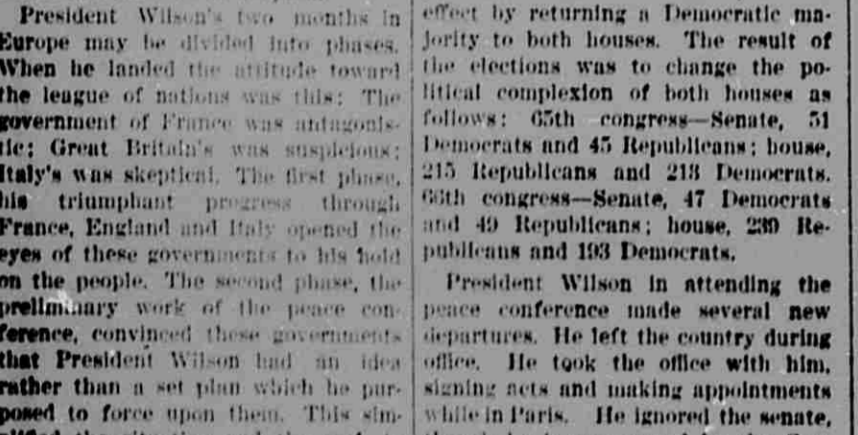 President Wilson's two months in
Europe may be divided into phases.
When he landed the attitude toward
the league of nations was this: The
government of France was antagonis-
tic; Great Britain's was suspicious;
Italy's was skeptical. The first phase,
his triumphant progress through
France, England and Italy opened the
eyes of these governments to his hold
on the people. The second phase, the
preliminary work of the peace con-
ference, convinced these governments
that President Wilson had an idea
rather than a set plan which he pur-
posed to force upon them. This sim-
effect by returning a Democratic ma-
jority to both houses. The result of
the elections was to change the po-
litical complexion of both houses as
follows: 65th congress—Senate, 51
Democrats and 45 Republicans; house,
215 Republicans and 213 Democrats.
66th congress—Senate, 47 Democrats
and 49 Republicans; house, 239 Re-
publicans and 193 Democrats.
President Wilson in attending the
peace conference made several new
departures. He left the country during
office. He took the office with him,
signing acts and making appointments
while in Paris. He ignored the senate,